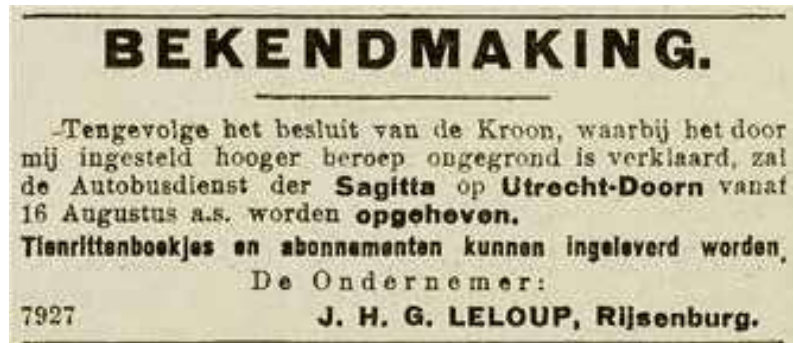 BEKENDMAKING.
Tengevolge het besluit van de Kroon, waarbij het door
mij ingesteld hooger beroep ongegrond is verklaard, zal
de Autobusdienst der Sagitta op Utrecht-Doorn vanaf
16 Augustus a.s. worden opgeheven.
Tienrittenboekjes en abonnementen kunnen ingeleverd worden.
De Ondernemer:
7927 J. H. G. LELOUP, Rijsenburg.